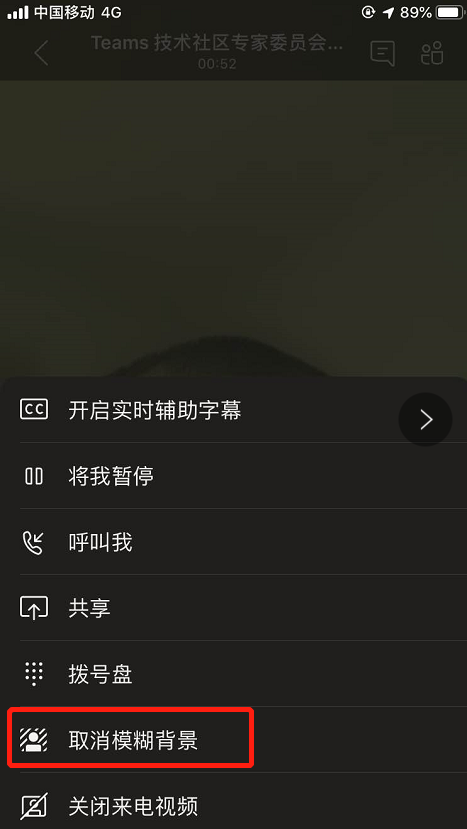 中国移动 4G 89%
Teams 技术社区专家委员会...
00:52
CC 开启实时辅助字幕
将我暂停
呼叫我
共享
拨号盘
取消模糊背景
关闭来电视频